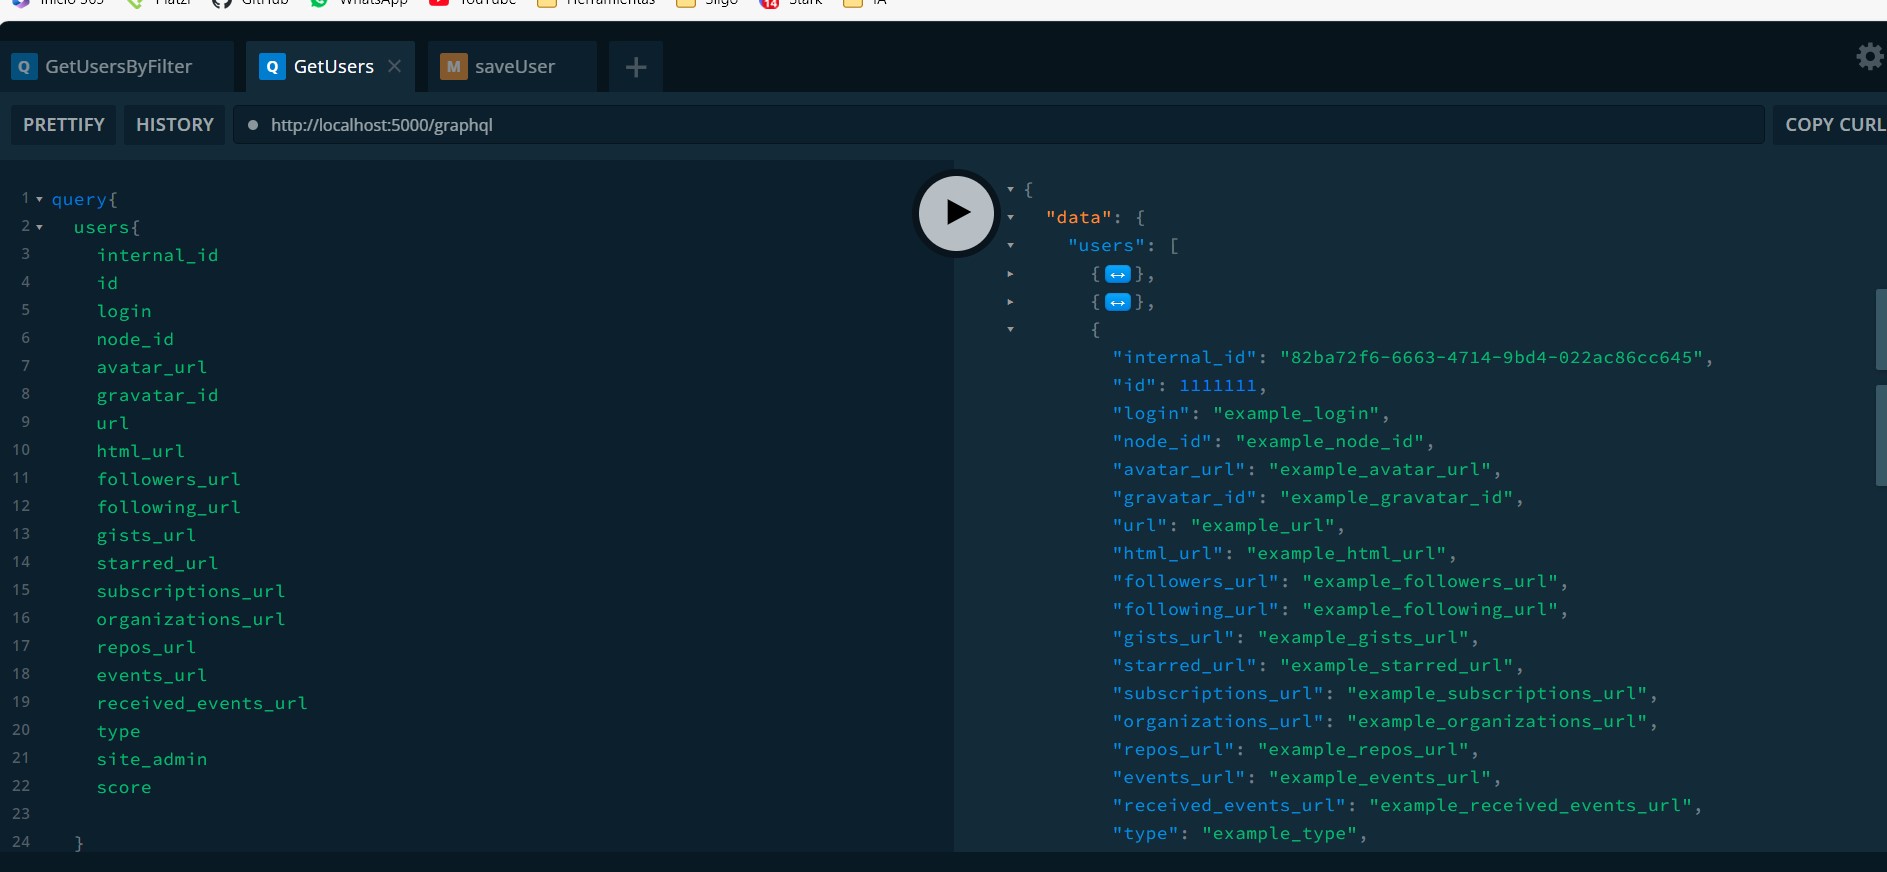 Inicio 365 Platzi GitHub WhatsApp YouTube Herramientas Siigo 14 Stark IA
Q GetUsersByFilter Q GetUsers × M saveUser +
PRETTIFY HISTORY http://localhost:5000/graphql COPY CURL
1 query{
2 users{
3 internal_id
4 id
5 login
6 node_id
7 avatar_url
8 gravatar_id
9 url
10 html_url
11 followers_url
12 following_url
13 gists_url
14 starred_url
15 subscriptions_url
16 organizations_url
17 repos_url
18 events_url
19 received_events_url
20 type
21 site_admin
22 score
23
24 }
{
"data": {
"users": [
{↔},
{↔},
{
"internal_id": "82ba72f6-6663-4714-9bd4-022ac86cc645",
"id": 1111111,
"login": "example_login",
"node_id": "example_node_id",
"avatar_url": "example_avatar_url",
"gravatar_id": "example_gravatar_id",
"url": "example_url",
"html_url": "example_html_url",
"followers_url": "example_followers_url",
"following_url": "example_following_url",
"gists_url": "example_gists_url",
"starred_url": "example_starred_url",
"subscriptions_url": "example_subscriptions_url",
"organizations_url": "example_organizations_url",
"repos_url": "example_repos_url",
"events_url": "example_events_url",
"received_events_url": "example_received_events_url",
"type": "example_type",